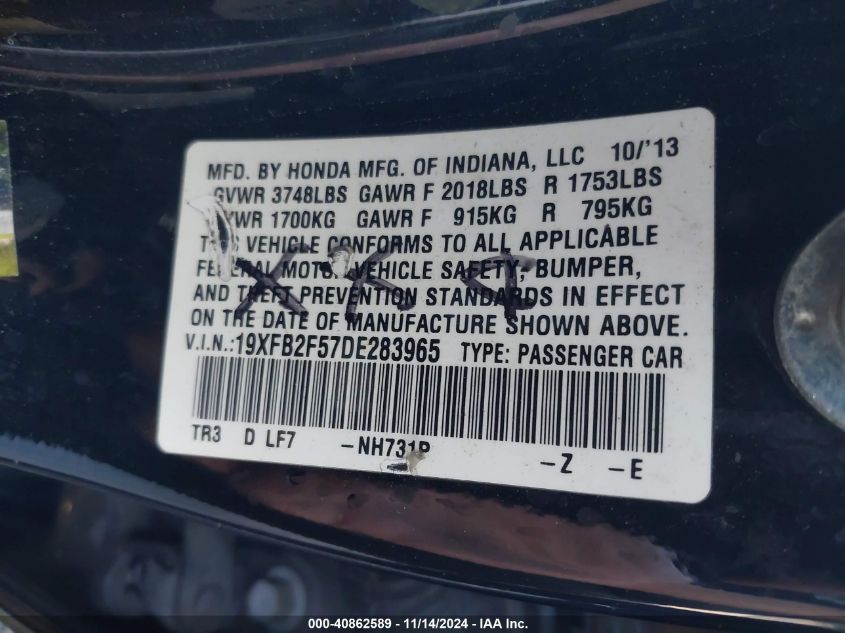 MFD. BY HONDA MFG. OF INDIANA, LLC 10/'13
GVWR 3748LBS GAWR F 2018LBS R 1753LBS
1700KG GAWR F 915KG R 795KG
VEHICLE CONFORMS TO ALL APPLICABLE
FEDERAL MOTOR VEHICLE SAFETY, BUMPER,
AND THEFT PREVENTION STANDARDS IN EFFECT
ON THE DATE OF MANUFACTURE SHOWN ABOVE.
V.I.N.:19XFB2F57DE283965 TYPE: PASSENGER CAR
TR3 D LF7 -NH731P
-Z -E
000-40862589 - 11/14/2024 - IAA Inc.